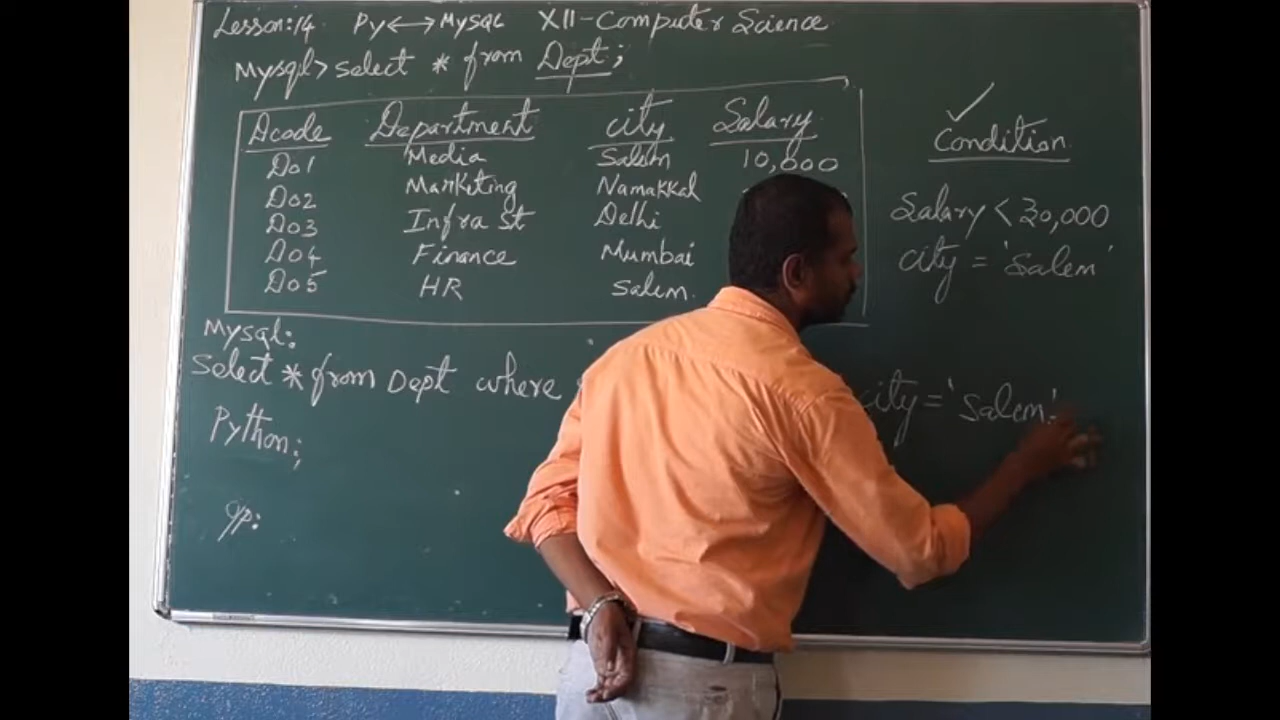 Lesson:14 Py<->MySQL XII-Computer Science
Mysql> select * from Dept;
Dcode Department city Salary
D01 Media Salem 10,000
D02 Marketing Namakkal
D03 Infra St Delhi
D04 Finance Mumbai
D05 HR Salem
✓
Condition
Salary < 20,000
city = 'Salem'
Mysql:
Select * from Dept where city = 'Salem'
Python;
o/p: